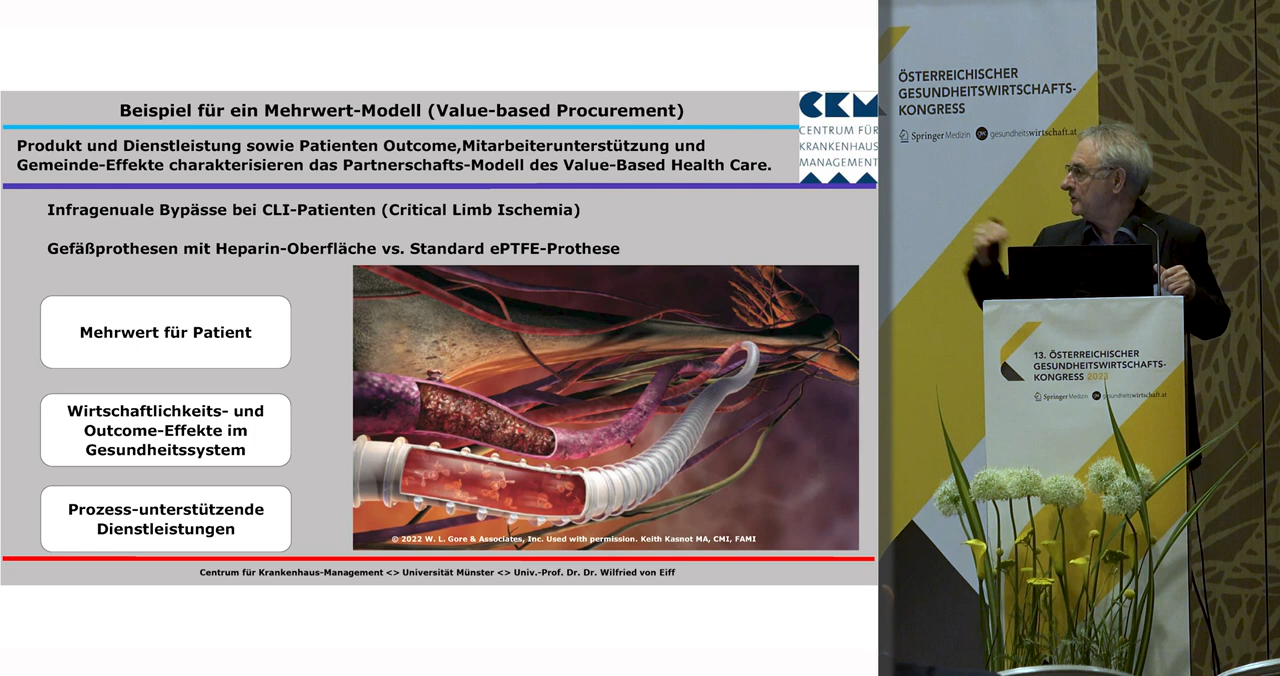 Beispiel für ein Mehrwert-Modell (Value-based Procurement)
CKM
CENTRUM FÜR
KRANKENHAUS
MANAGEMENT
Produkt und Dienstleistung sowie Patienten Outcome,Mitarbeiterunterstützung und
Gemeinde-Effekte charakterisieren das Partnerschafts-Modell des Value-Based Health Care.
Infragenuale Bypässe bei CLI-Patienten (Critical Limb Ischemia)
Gefäßprothesen mit Heparin-Oberfläche vs. Standard ePTFE-Prothese
Mehrwert für Patient
Wirtschaftlichkeits- und
Outcome-Effekte im
Gesundheitssystem
Prozess-unterstützende
Dienstleistungen
© 2022 W. L. Gore & Associates, Inc. Used with permission. Keith Kasnot MA, CMI, FAMI
Centrum für Krankenhaus-Management <> Universität Münster <> Univ.-Prof. Dr. Dr. Wilfried von Eiff
ÖSTERREICHISCHER
GESUNDHEITSWIRTSCHAFTS-
KONGRESS
Springer Medizin gesundheitswirtschaft.at
13. ÖSTERREICHISCHER
GESUNDHEITSWIRTSCHAFTS-
KONGRESS 2023
Springer Medizin gesundheitswirtschaft.at